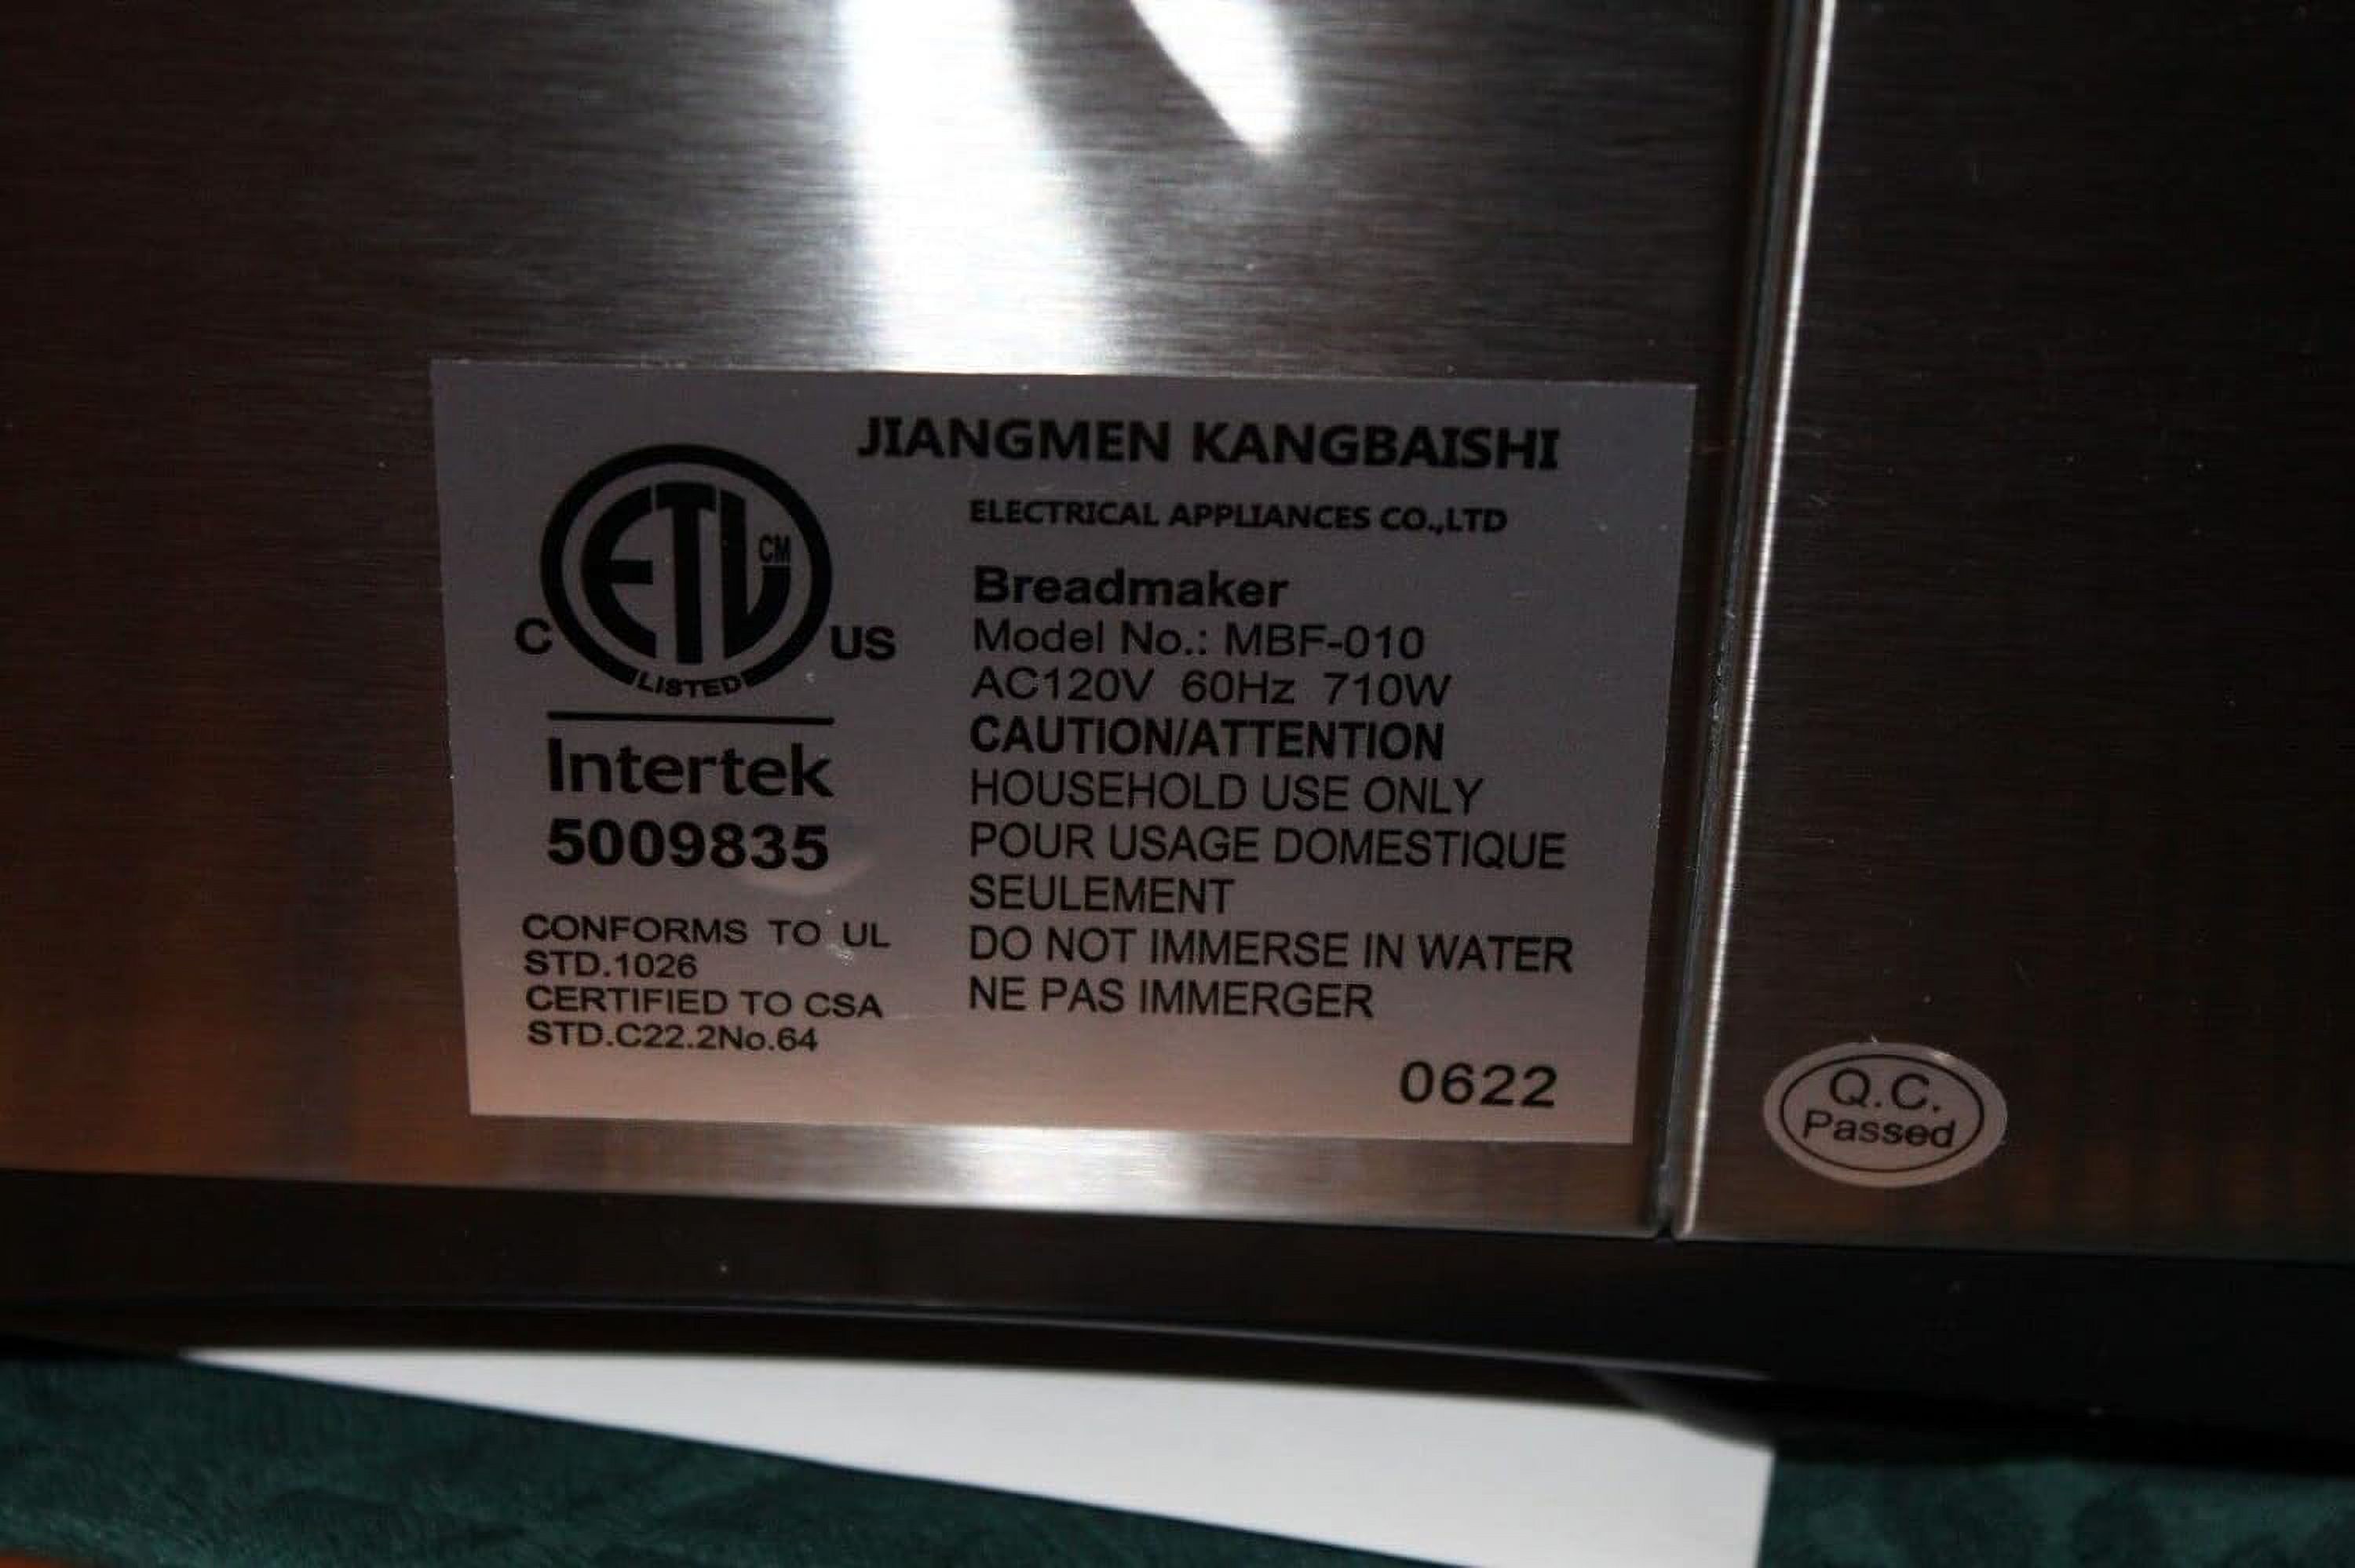 JIANGMEN KANGBAISHI
ELECTRICAL APPLIANCES CO.,LTD
C ETL CM US
LISTED
Intertek
5009835
CONFORMS TO UL
STD.1026
CERTIFIED TO CSA
STD.C22.2No.64
Breadmaker
Model No.: MBF-010
AC120V 60Hz 710W
CAUTION/ATTENTION
HOUSEHOLD USE ONLY
POUR USAGE DOMESTIQUE
SEULEMENT
DO NOT IMMERSE IN WATER
NE PAS IMMERGER
0622
Q.C.
Passed